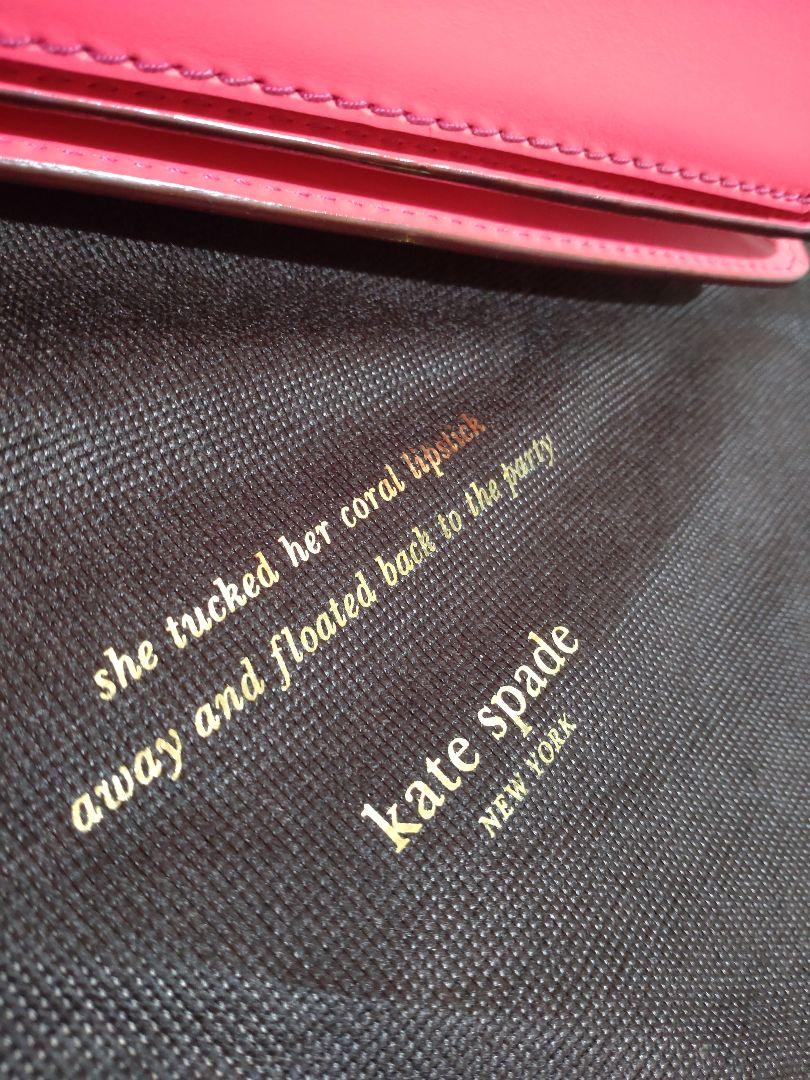 she tucked her coral lipstick
away and floated back to the party
kate spade
NEW YORK